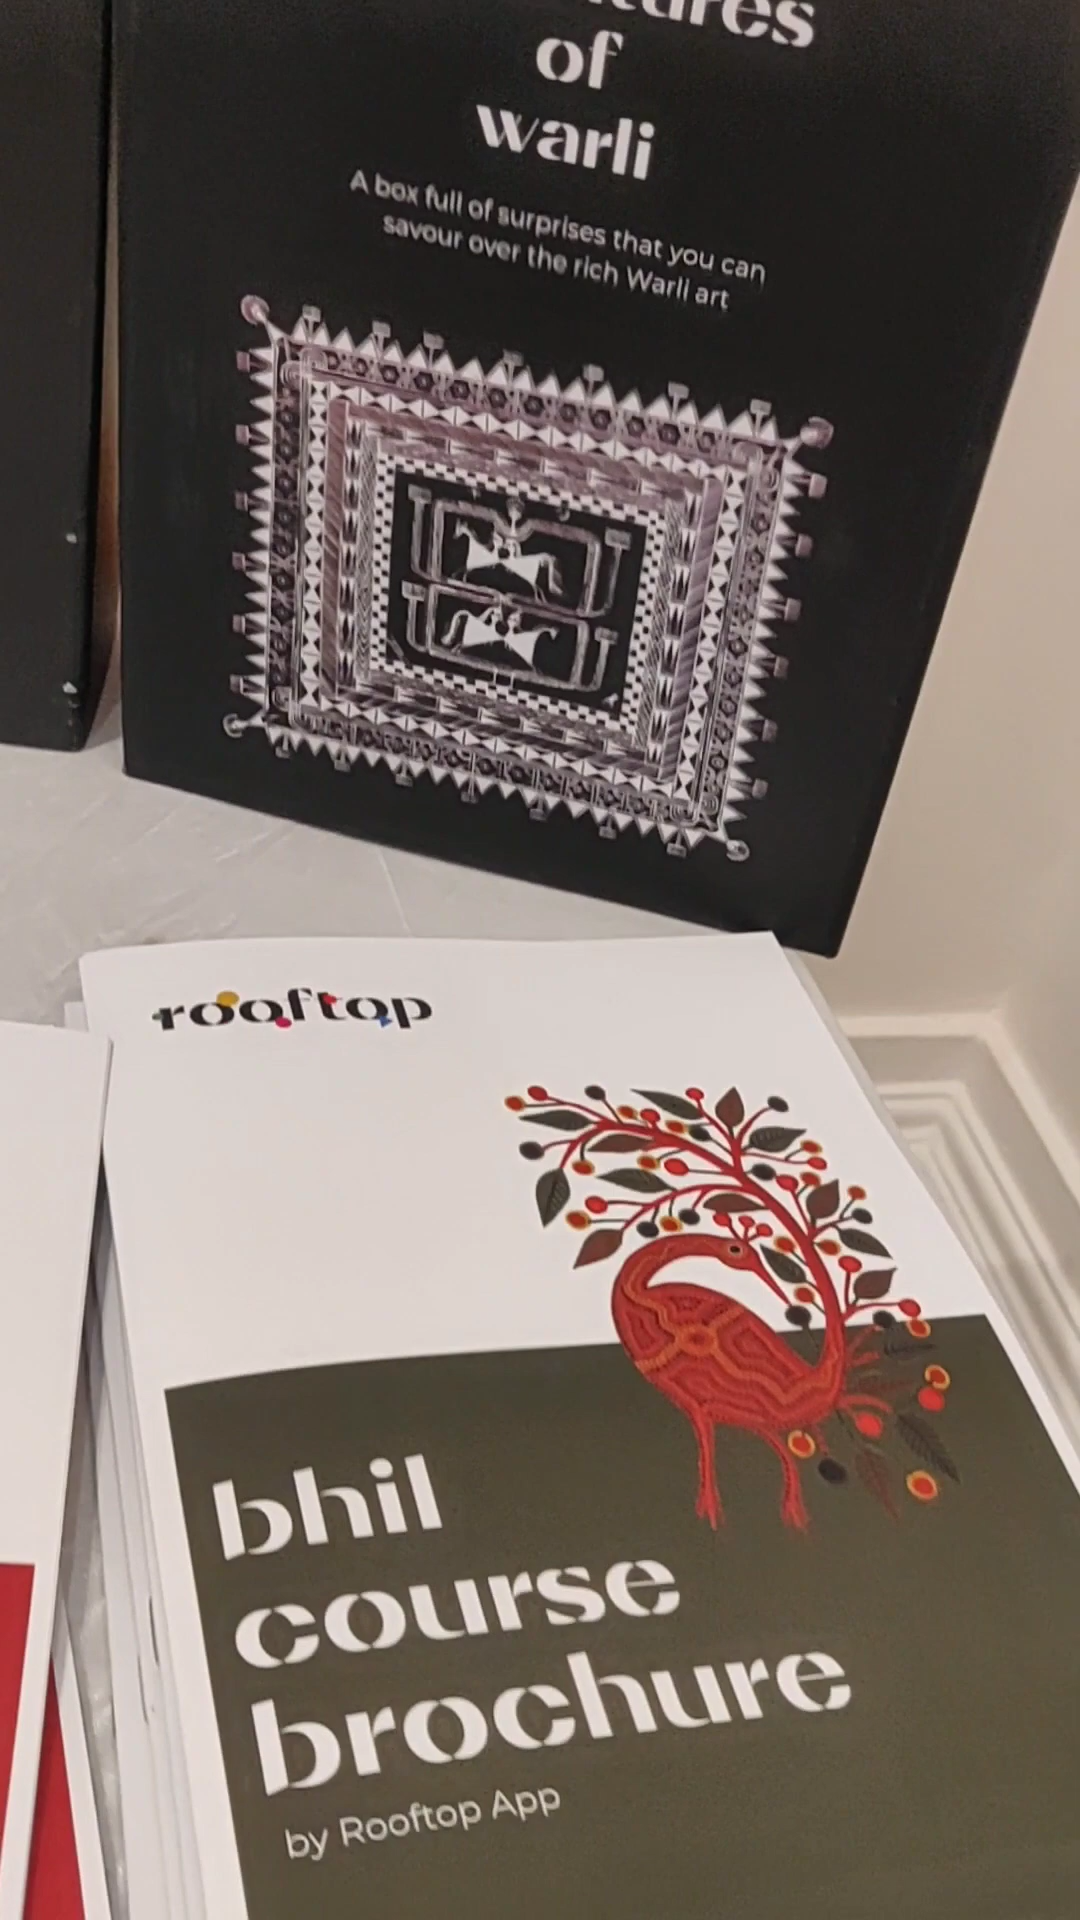 of
warli
A box full of surprises that you can
savour over the rich Warli art
rooftop
bhil
course
brochure
by Rooftop App